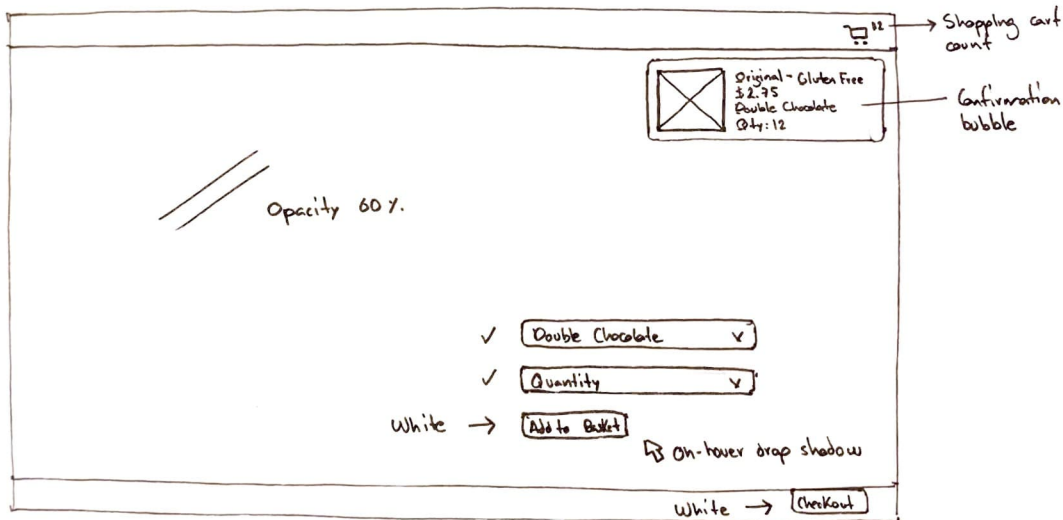 12
Shopping cart
count
Original - Gluten Free
$2.75
Double Chocolate
Qty: 12
Confirmation
bubble
Opacity 60%.
Double Chocolate
Quantity
White → Add to Basket
On-hover drop shadow
White → Checkout